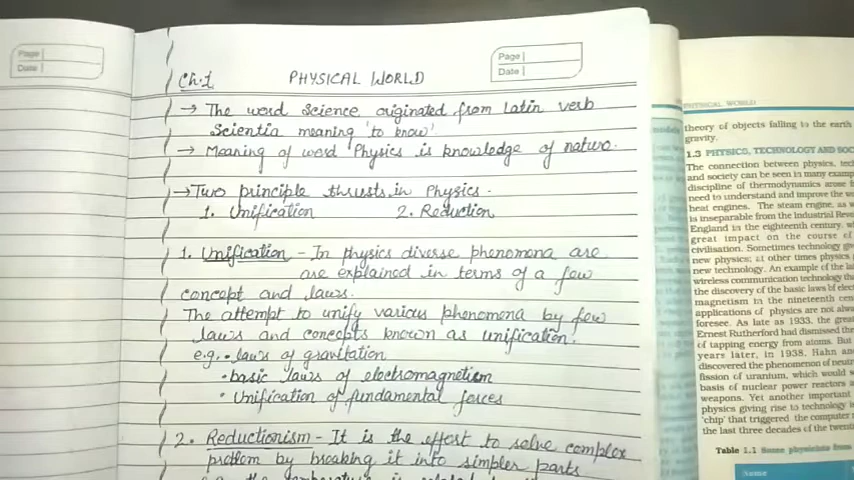 Page
Date
Page
Date
Ch.1 PHYSICAL WORLD
→ The word Science originated from Latin verb
Scientia meaning 'to know'
→ Meaning of word Physics is knowledge of nature.
→ Two principle thrusts in Physics.
1. Unification 2. Reduction
1. Unification - In physics diverse phenomena are
are explained in terms of a few
concept and laws.
The attempt to unify various phenomena by few
laws and concepts known as unification.
e.g. • laws of gravitation
• basic laws of electromagnetism
• Unification of fundamental forces
2. Reductionism - It is the effort to solve complex
problem by breaking it into simpler parts
PHYSICAL WORLD
theory of objects falling to the earth
gravity.
1.3 PHYSICS, TECHNOLOGY AND SOC
The connection between physics, tec
and society can be seen in many examp
discipline of thermodynamics arose
need to understand and improve the wo
heat engines. The steam engine, as w
is inseparable from the Industrial Revo
England in the eighteenth century, w
great impact on the course of
civilisation. Sometimes technology gi
new physics; at other times physics
new technology. An example of the la
wireless communication technology tha
the discovery of the basic laws of elect
magnetism in the nineteenth cen
applications of physics are not alwa
foresee. As late as 1933, the grea
Ernest Rutherford had dismissed the
of tapping energy from atoms. But
years later, in 1938, Hahn and
discovered the phenomenon of neutr
fission of uranium, which would
basis of nuclear power reactors a
weapons. Yet another important
physics giving rise to technology i
'chip' that triggered the computer
the last three decades of the twent
Table 1.1 Some physicists from
Name